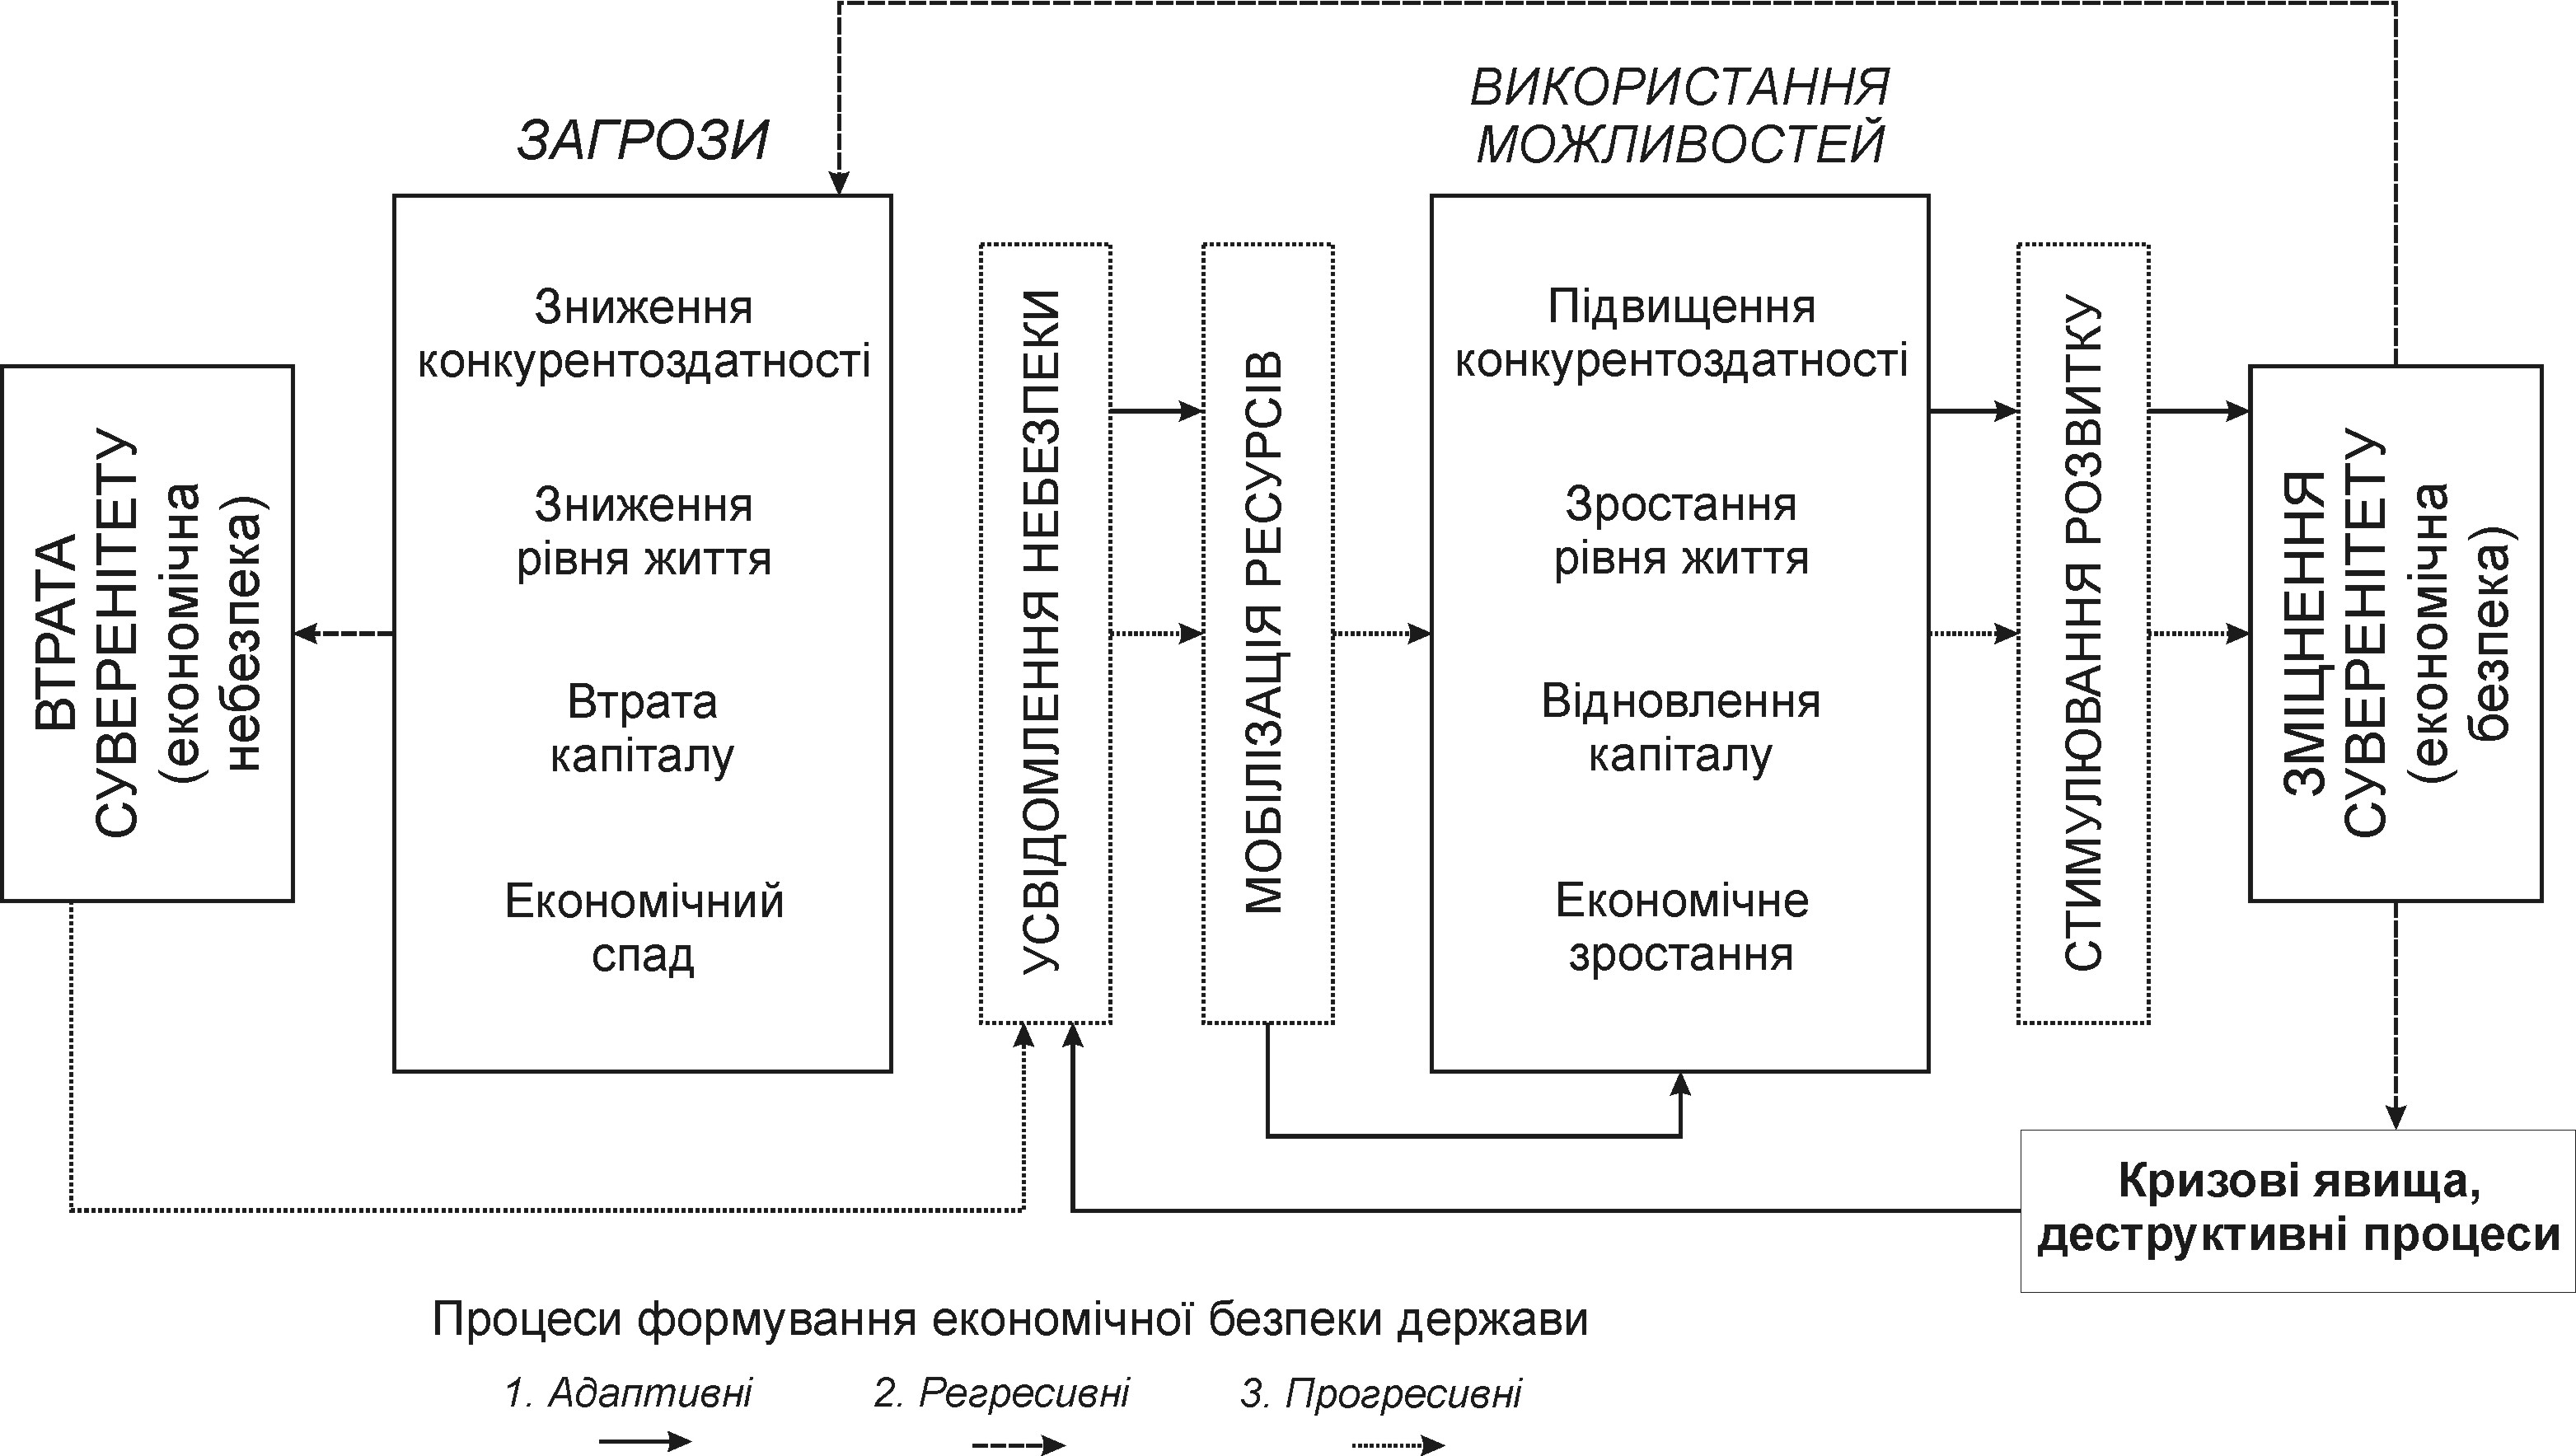 ЗАГРОЗИ
ВИКОРИСТАННЯ
МОЖЛИВОСТЕЙ
ВТРАТА
СУВЕРЕНІТЕТУ
(економічна
небезпека)
Зниження
конкурентоздатності
Зниження
рівня життя
Втрата
капіталу
Економічний
спад
УСВІДОМЛЕННЯ НЕБЕЗПЕКИ
МОБІЛІЗАЦІЯ РЕСУРСІВ
Підвищення
конкурентоздатності
Зростання
рівня життя
Відновлення
капіталу
Економічне
зростання
СТИМУЛЮВАННЯ РОЗВИТКУ
ЗМІЦНЕННЯ
СУВЕРЕНІТЕТУ
(економічна
безпека)
Кризові явища,
деструктивні процеси
Процеси формування економічної безпеки держави
1. Адаптивні
2. Регресивні
3. Прогресивні